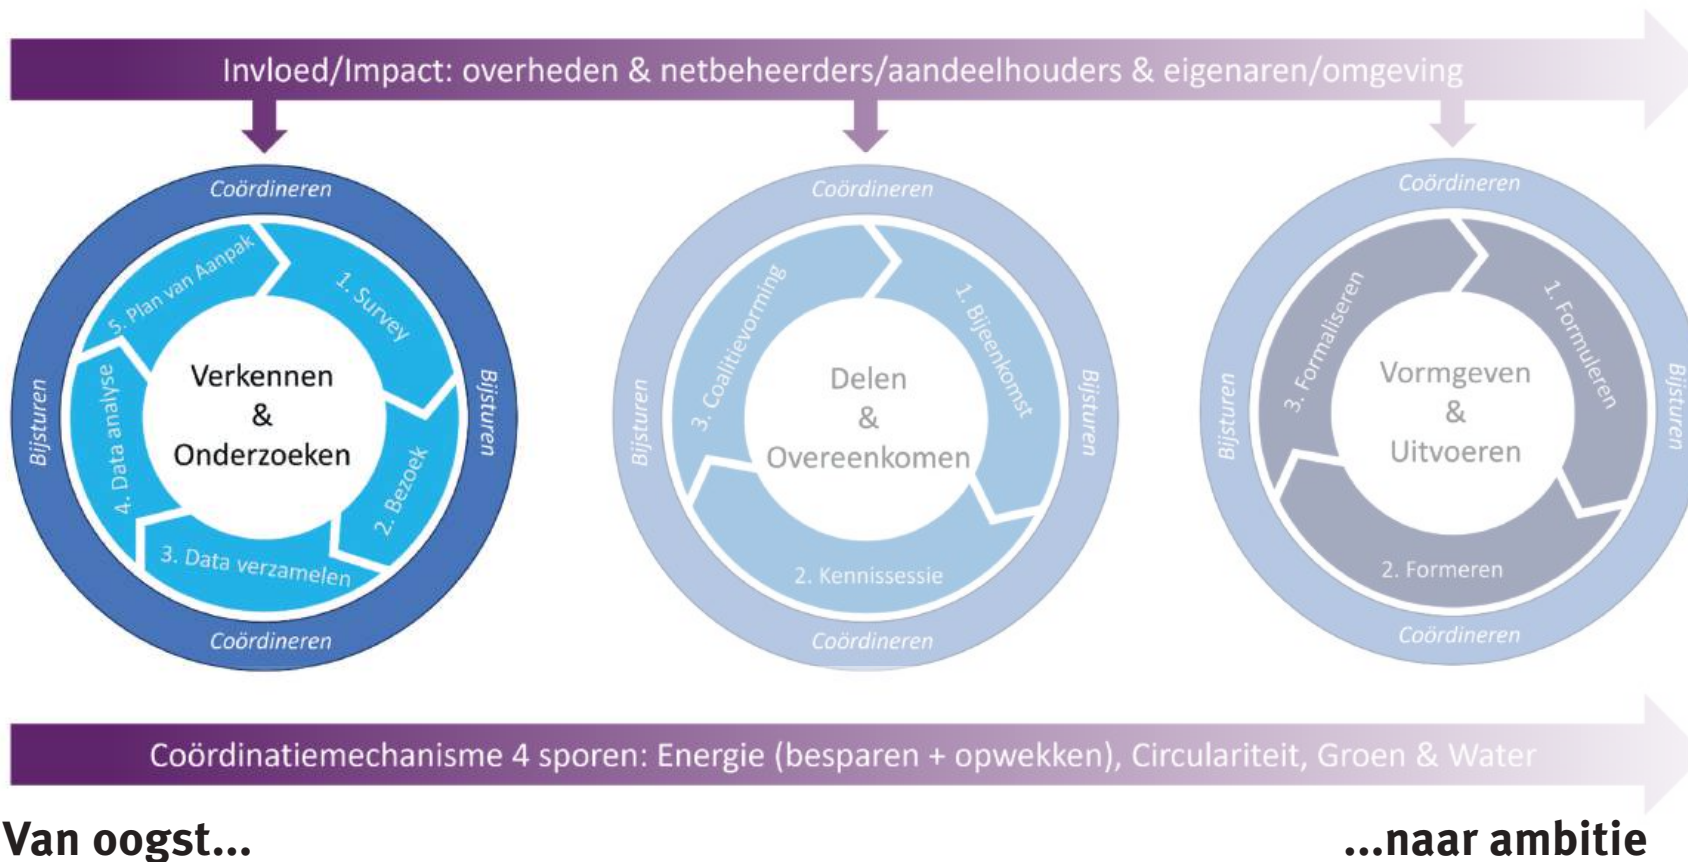 Invloed/Impact: overheden & netbeheerders/aandeelhouders & eigenaren/omgeving
Coördineren
Bijsturen
Bijsturen
Coördineren
1. Survey
2. Bezoek
3. Data verzamelen
4. Data analyse
5. Plan van Aanpak
Verkennen
&
Onderzoeken
Coördineren
Bijsturen
Bijsturen
Coördineren
1. Bijeenkomst
2. Kennissessie
3. Coalitievorming
Delen
&
Overeenkomen
Coördineren
Bijsturen
Bijsturen
Coördineren
1. Formuleren
2. Formeren
3. Formaliseren
Vormgeven
&
Uitvoeren
Coördinatiemechanisme 4 sporen: Energie (besparen + opwekken), Circulariteit, Groen & Water
Van oogst...
...naar ambitie